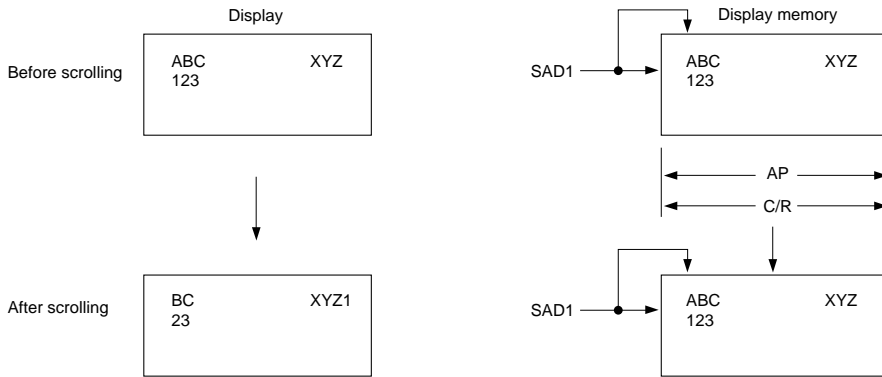 Display
Display memory
Before scrolling
ABC XYZ
123
SAD1
ABC XYZ
123
AP
C/R
After scrolling
BC XYZ1
23
SAD1
ABC XYZ
123